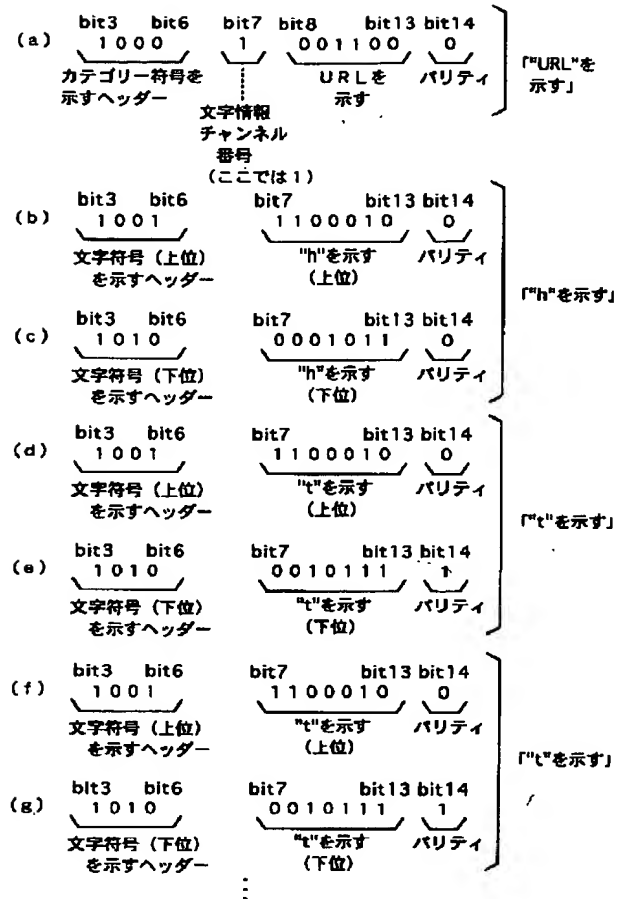 bit3 bit6 bit7 bit8 bit13 bit14
(a) 1000 1 001100 0
カテゴリー符号を URLを パリティ
示すヘッダー 示す
文字情報
チャンネル
番号
(ここでは1)
「"URL"を
示す」
bit3 bit6 bit7 bit13 bit14
(b) 1001 1100010 0
文字符号(上位) "h"を示す パリティ
を示すヘッダー (上位)
bit3 bit6 bit7 bit13 bit14
(c) 1010 0001011 0
文字符号(下位) "h"を示す パリティ
を示すヘッダー (下位)
「"h"を示す」
bit3 bit6 bit7 bit13 bit14
(d) 1001 1100010 0
文字符号(上位) "t"を示す パリティ
を示すヘッダー (上位)
bit3 bit6 bit7 bit13 bit14
(e) 1010 0010111 1
文字符号(下位) "t"を示す パリティ
を示すヘッダー (下位)
「"t"を示す」
bit3 bit6 bit7 bit13 bit14
(f) 1001 1100010 0
文字符号(上位) "t"を示す パリティ
を示すヘッダー (上位)
bit3 bit6 bit7 bit13 bit14
(g) 1010 0010111 1
文字符号(下位) "t"を示す パリティ
を示すヘッダー (下位)
「"t"を示す」